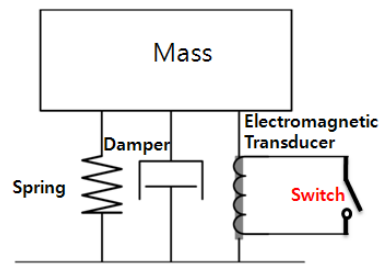 Mass
Electromagnetic
Transducer
Damper
Spring
Switch